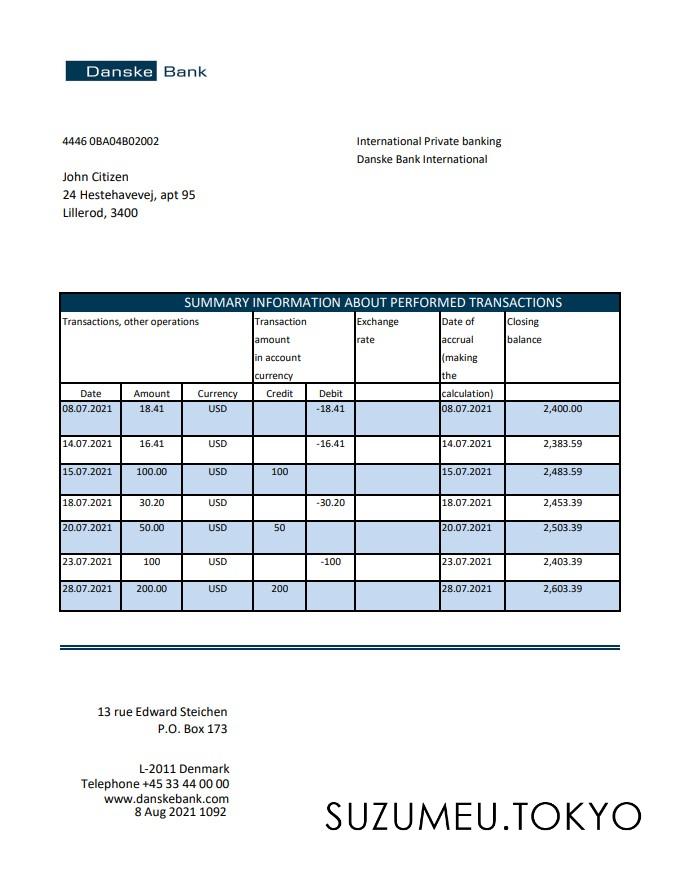 Danske Bank
4446 0BA04B02002
International Private banking
Danske Bank International
John Citizen
24 Hestehavevej, apt 95
Lillerod, 3400
SUMMARY INFORMATION ABOUT PERFORMED TRANSACTIONS
Transactions, other operations
Transaction
amount
in account
currency
Exchange
rate
Date of
accrual
(making
the
calculation)
Closing
balance
Date Amount Currency Credit Debit
08.07.2021 18.41 USD -18.41 08.07.2021 2,400.00
14.07.2021 16.41 USD -16.41 14.07.2021 2,383.59
15.07.2021 100.00 USD 100 15.07.2021 2,483.59
18.07.2021 30.20 USD -30.20 18.07.2021 2,453.39
20.07.2021 50.00 USD 50 20.07.2021 2,503.39
23.07.2021 100 USD -100 23.07.2021 2,403.39
28.07.2021 200.00 USD 200 28.07.2021 2,603.39
13 rue Edward Steichen
P.O. Box 173
L-2011 Denmark
Telephone +45 33 44 00 00
www.danskebank.com
8 Aug 2021 1092
SUZUMEU.TOKYO